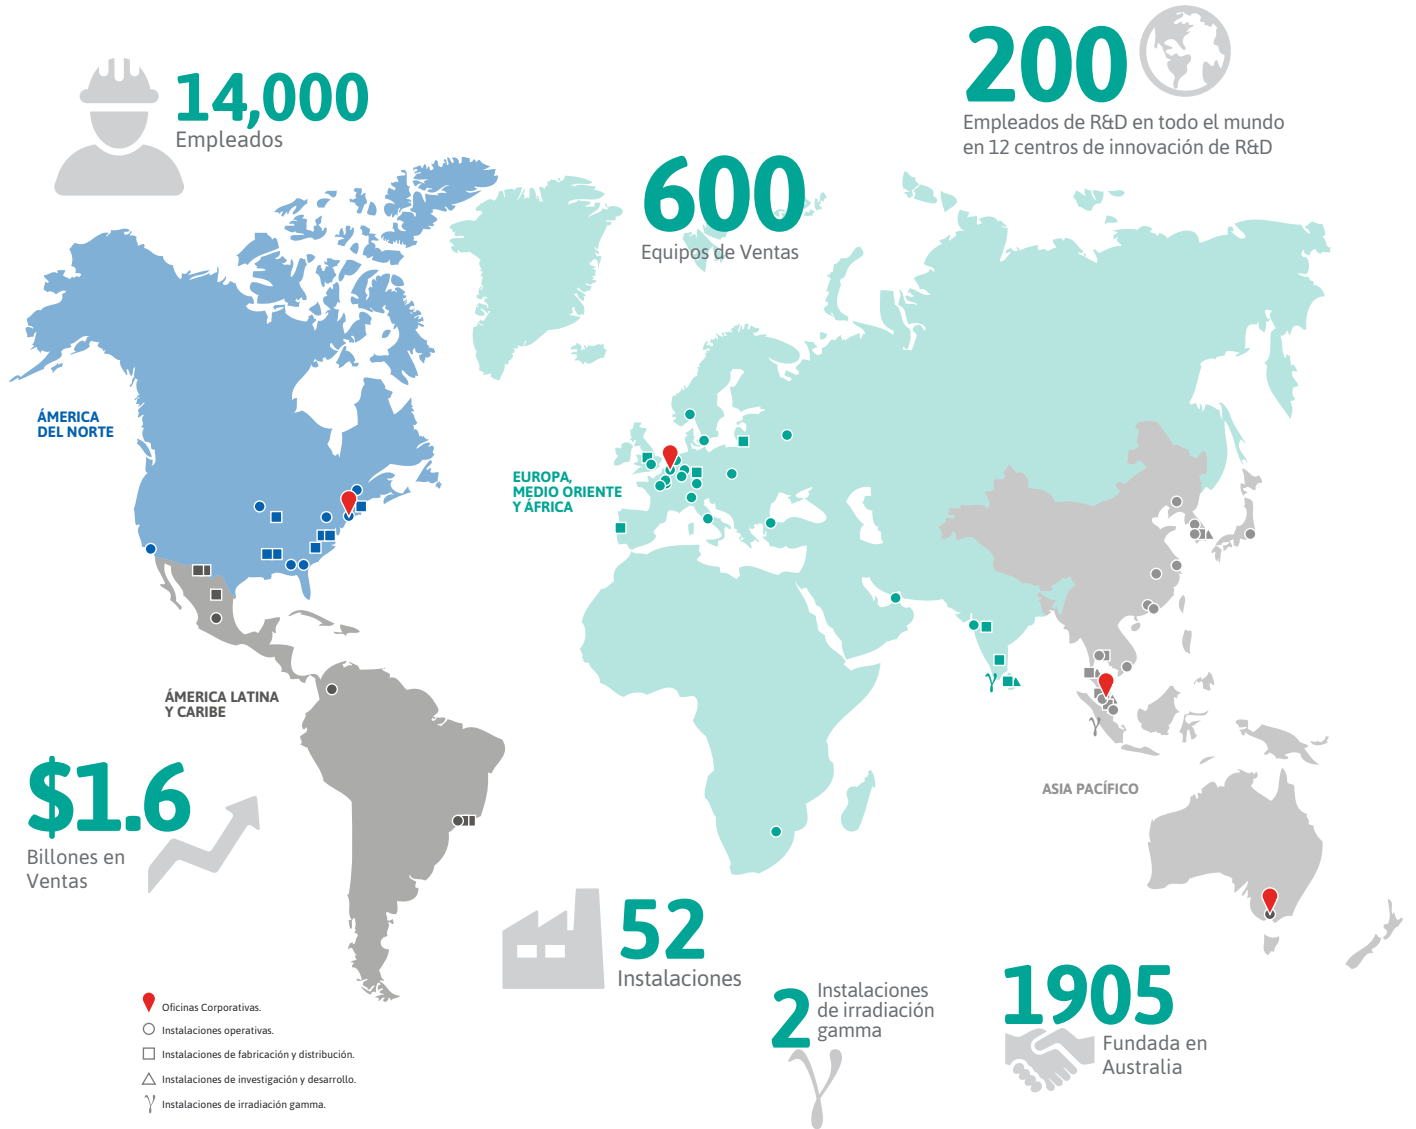 14,000
Empleados
200
Empleados de R&D en todo el mundo
en 12 centros de innovación de R&D
600
Equipos de Ventas
ÁMERICA
DEL NORTE
EUROPA,
MEDIO ORIENTE
Y ÁFRICA
ÁMERICA LATINA
Y CARIBE
ASIA PACÍFICO
$1.6
Billones en
Ventas
52
Instalaciones
2
Instalaciones
de irradiación
gamma
1905
Fundada en
Australia
Oficinas Corporativas.
Instalaciones operativas.
Instalaciones de fabricación y distribución.
Instalaciones de investigación y desarrollo.
γ Instalaciones de irradiación gamma.